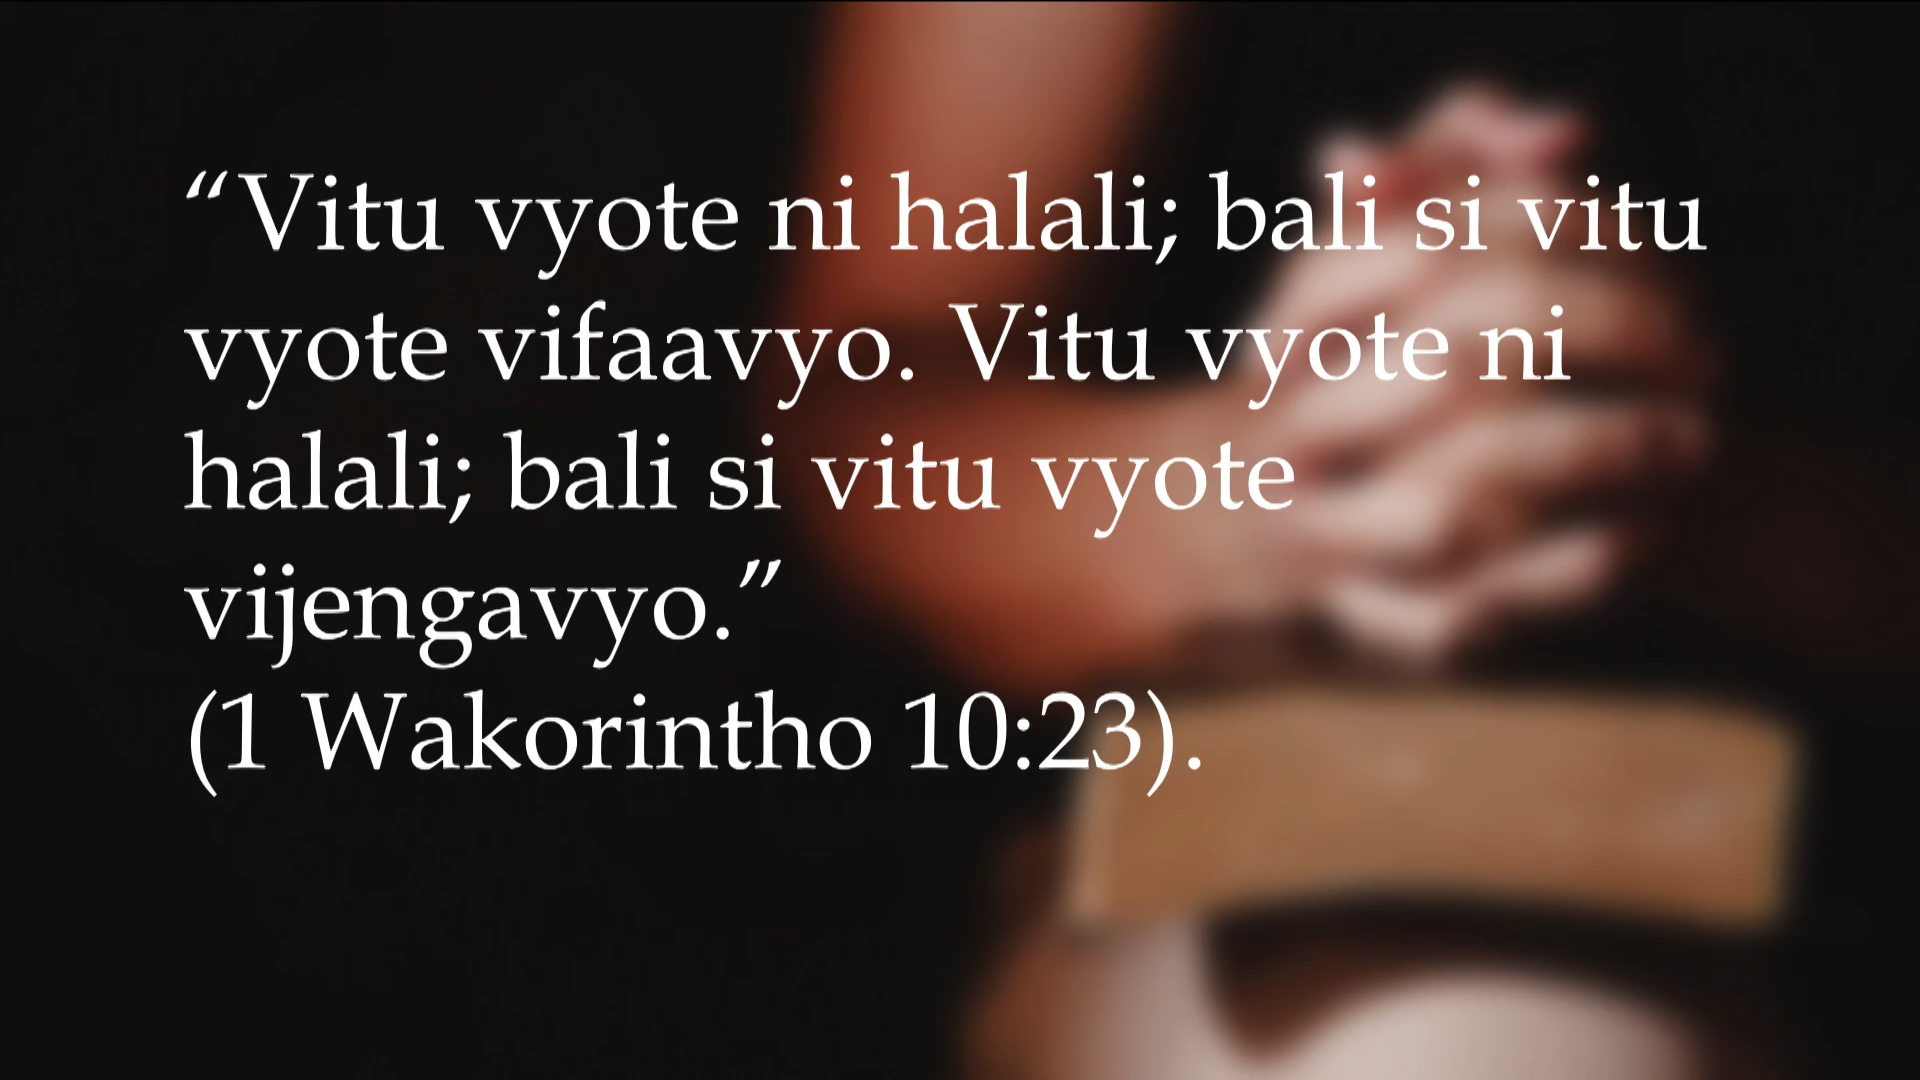 “Vitu vyote ni halali; bali si vitu
vyote vifaavyo. Vitu vyote ni
halali; bali si vitu vyote
vijengavyo.”
(1 Wakorintho 10:23).